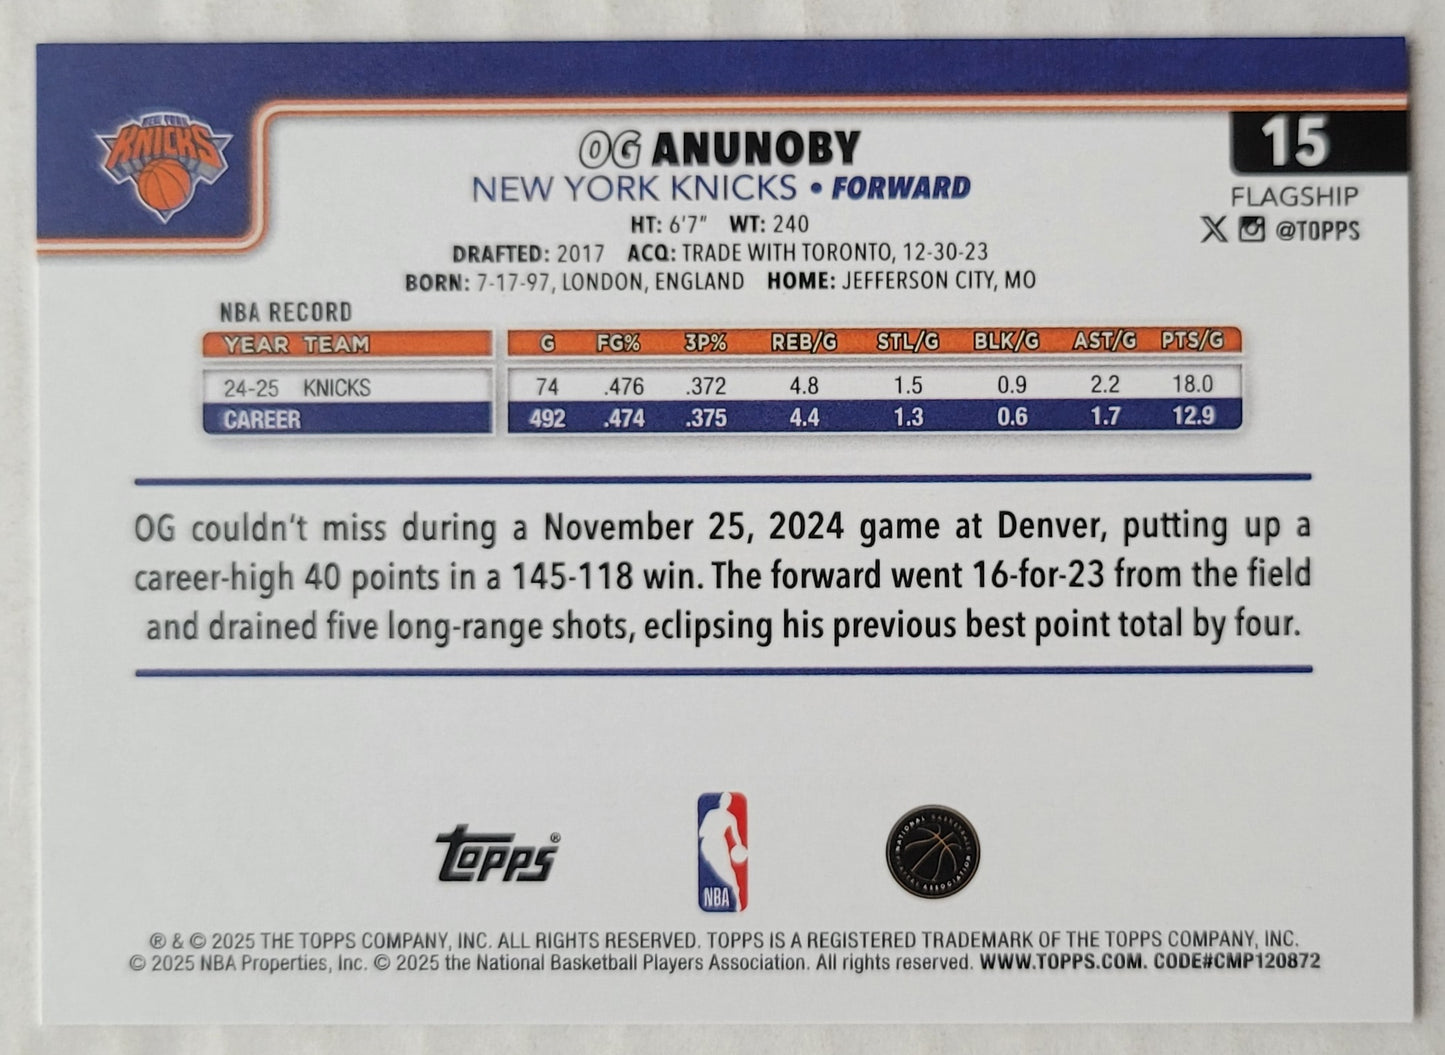 NEW YORK
KNICKS
15
OG ANUNOBY
NEW YORK KNICKS • FORWARD
FLAGSHIP
@TOPPS
HT: 6'7" WT: 240
DRAFTED: 2017 ACQ: TRADE WITH TORONTO, 12-30-23
BORN: 7-17-97, LONDON, ENGLAND HOME: JEFFERSON CITY, MO
NBA RECORD
YEAR TEAM G FG% 3P% REB/G STL/G BLK/G AST/G PTS/G
24-25 KNICKS 74 .476 .372 4.8 1.5 0.9 2.2 18.0
CAREER 492 .474 .375 4.4 1.3 0.6 1.7 12.9
OG couldn't miss during a November 25, 2024 game at Denver, putting up a
career-high 40 points in a 145-118 win. The forward went 16-for-23 from the field
and drained five long-range shots, eclipsing his previous best point total by four.
Topps®
NBA
NATIONAL BASKETBALL
PLAYERS ASSOCIATION
® & © 2025 THE TOPPS COMPANY, INC. ALL RIGHTS RESERVED. TOPPS IS A REGISTERED TRADEMARK OF THE TOPPS COMPANY, INC.
© 2025 NBA Properties, Inc. © 2025 the National Basketball Players Association. All rights reserved. WWW.TOPPS.COM. CODE#CMP120872